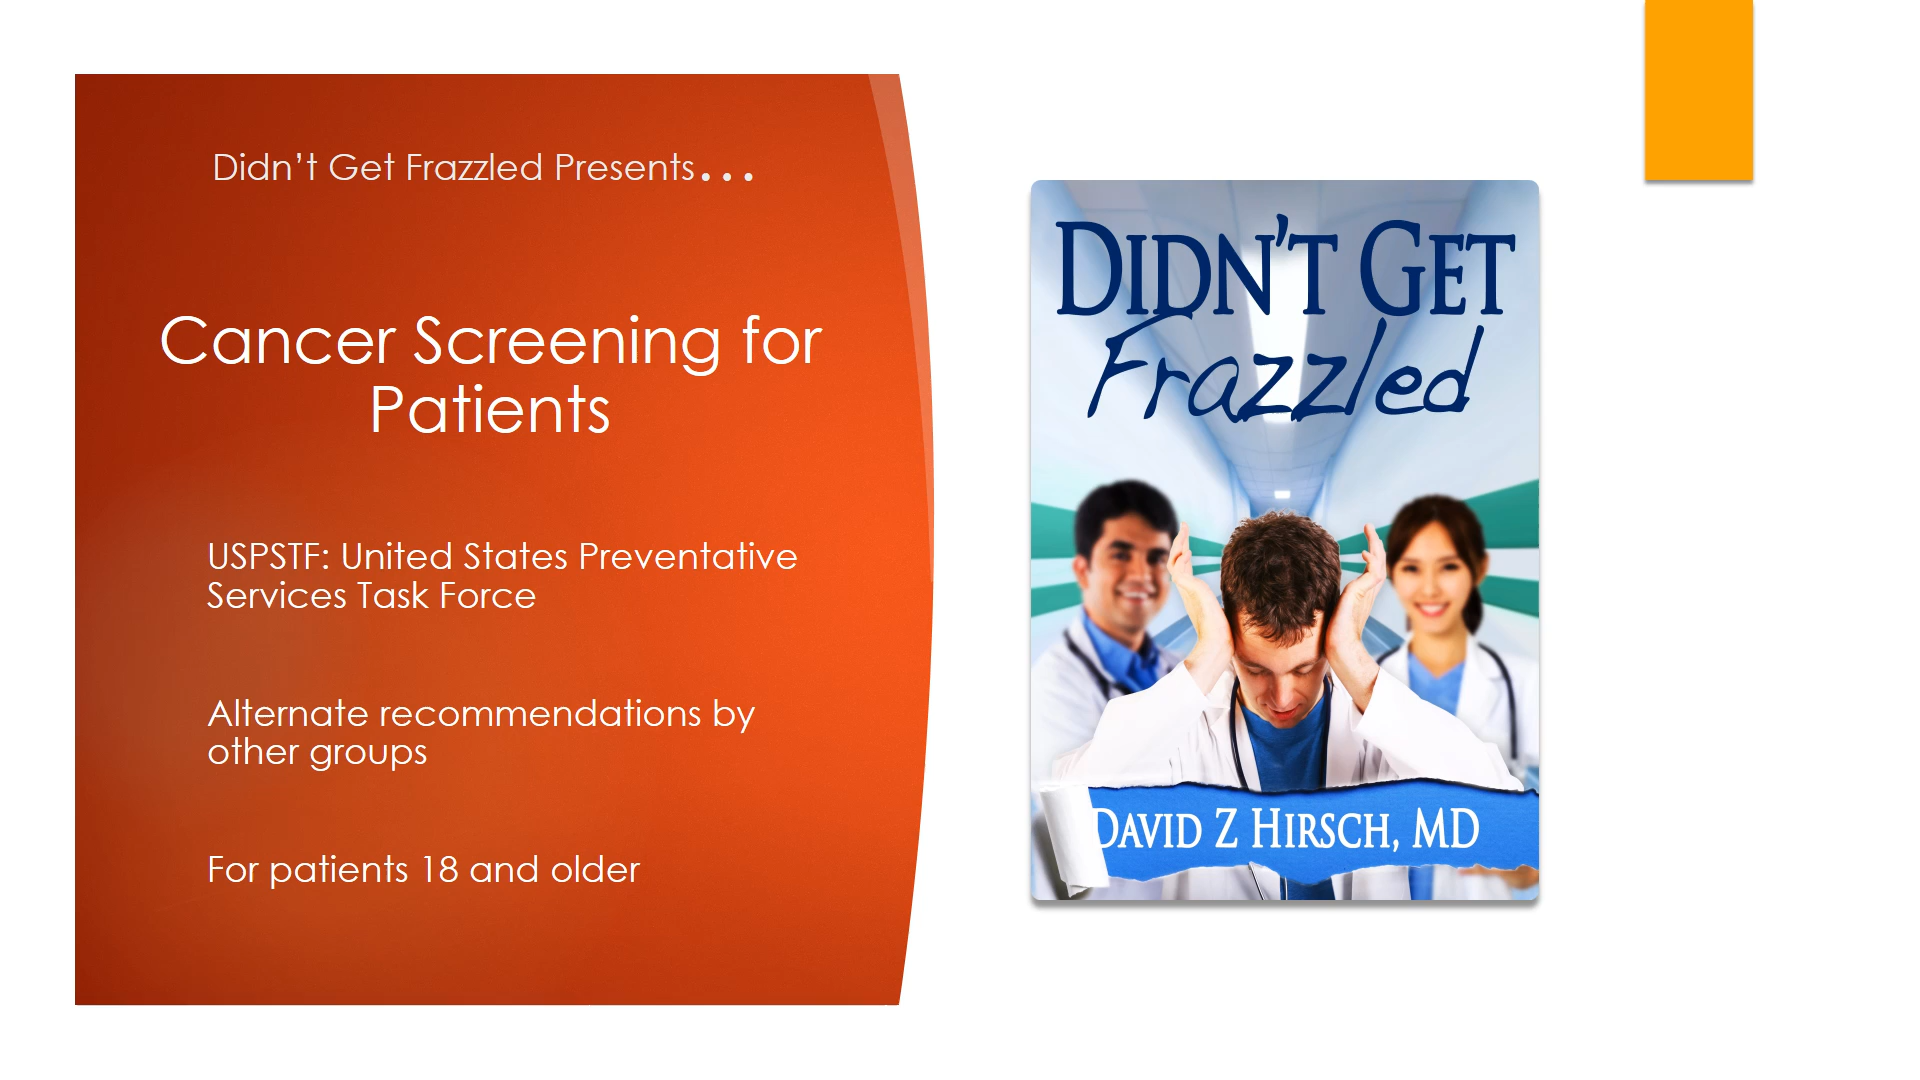 Didn’t Get Frazzled Presents…
Cancer Screening for
Patients
USPSTF: United States Preventative
Services Task Force
Alternate recommendations by
other groups
For patients 18 and older
DIDN'T GET
Frazzled
DAVID Z HIRSCH, MD